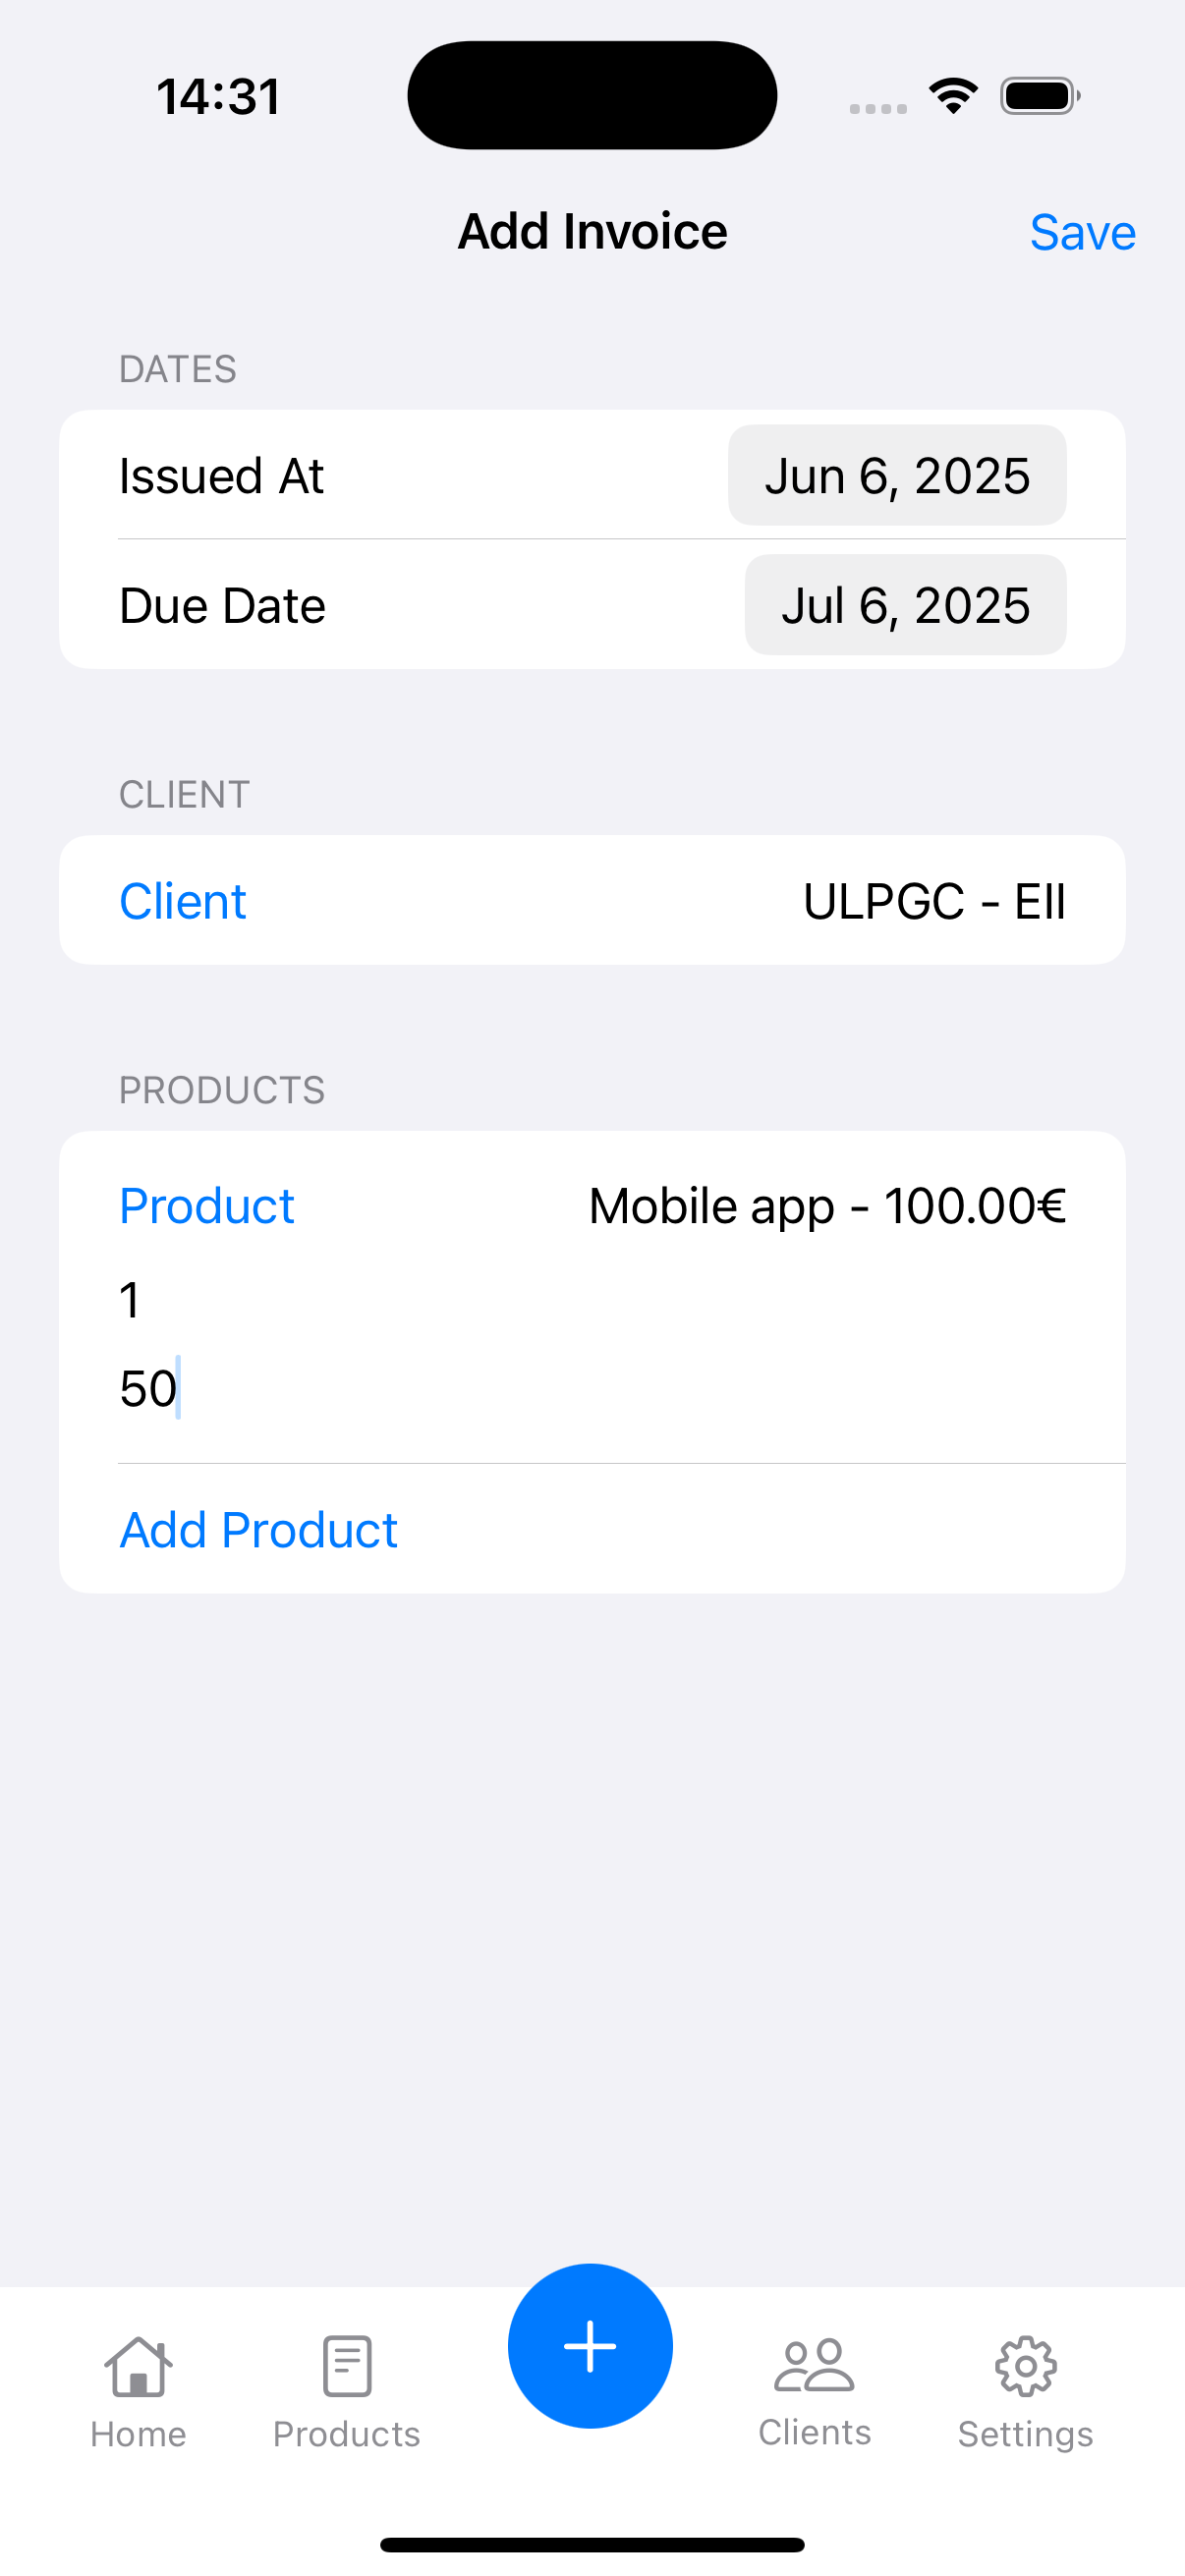 14:31
Add Invoice
Save
DATES
Issued At
Jun 6, 2025
Due Date
Jul 6, 2025
CLIENT
Client
ULPGC - EII
PRODUCTS
Product
Mobile app - 100.00€
1
50
Add Product
Home
Products
Clients
Settings